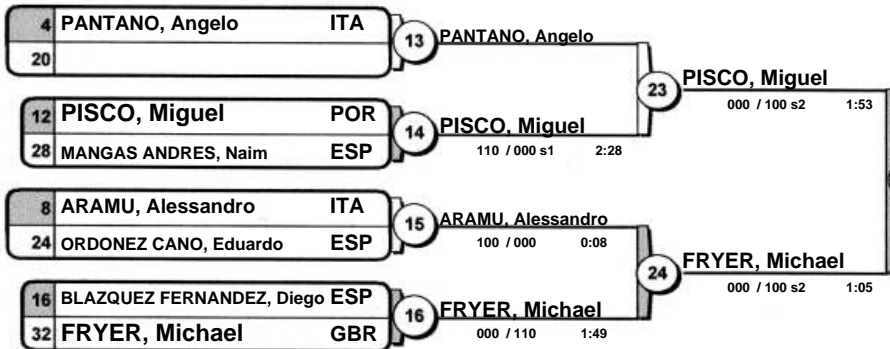 4 PANTANO, Angelo ITA
20
13 PANTANO, Angelo
12 PISCO, Miguel POR
28 MANGAS ANDRES, Naim ESP
14 PISCO, Miguel
110 / 000 s1 2:28
23 PISCO, Miguel
000 / 100 s2 1:53
8 ARAMU, Alessandro ITA
24 ORDONEZ CANO, Eduardo ESP
15 ARAMU, Alessandro
100 / 000 0:08
16 BLAZQUEZ FERNANDEZ, Diego ESP
32 FRYER, Michael GBR
16 FRYER, Michael
000 / 110 1:49
24 FRYER, Michael
000 / 100 s2 1:05